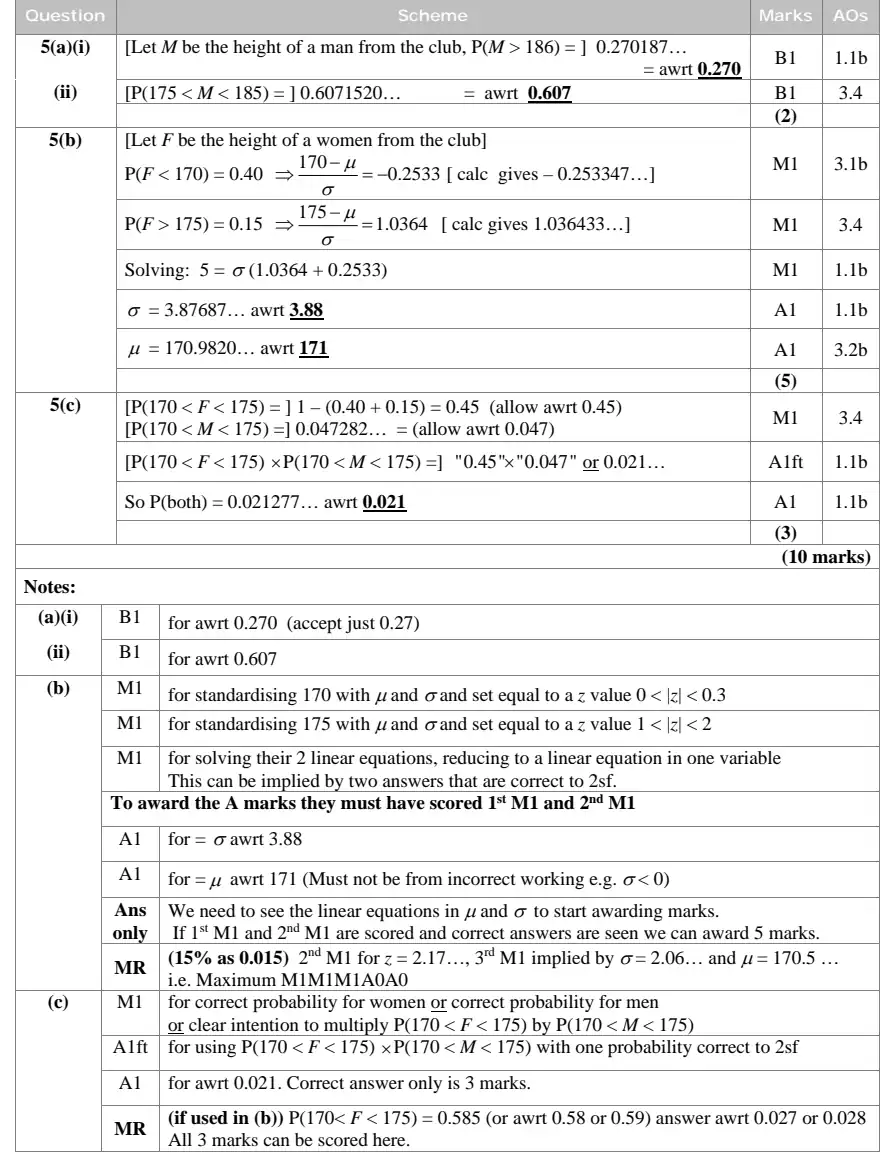 Question Scheme Marks AOs
5(a)(i) [Let M be the height of a man from the club, P(M > 186) = ] 0.270187… B1 1.1b
= awrt 0.270
(ii) [P(175 < M < 185) = ] 0.6071520… = awrt 0.607 B1 3.4
(2)
5(b) [Let F be the height of a women from the club]
P(F < 170) = 0.40 ⇒ (170 − μ)/σ = −0.2533 [ calc gives – 0.253347…] M1 3.1b
P(F > 175) = 0.15 ⇒ (175 − μ)/σ = 1.0364 [ calc gives 1.036433…] M1 3.4
Solving: 5 = σ (1.0364 + 0.2533) M1 1.1b
σ = 3.87687… awrt 3.88 A1 1.1b
μ = 170.9820… awrt 171 A1 3.2b
(5)
5(c) [P(170 < F < 175) = ] 1 – (0.40 + 0.15) = 0.45 (allow awrt 0.45) M1 3.4
[P(170 < M < 175) =] 0.047282… = (allow awrt 0.047)
[P(170 < F < 175) ×P(170 < M < 175) =] "0.45"×"0.047" or 0.021… A1ft 1.1b
So P(both) = 0.021277… awrt 0.021 A1 1.1b
(3)
(10 marks)
Notes:
(a)(i) B1 for awrt 0.270 (accept just 0.27)
(ii) B1 for awrt 0.607
(b) M1 for standardising 170 with μ and σ and set equal to a z value 0 < |z| < 0.3
M1 for standardising 175 with μ and σ and set equal to a z value 1 < |z| < 2
M1 for solving their 2 linear equations, reducing to a linear equation in one variable
This can be implied by two answers that are correct to 2sf.
To award the A marks they must have scored 1st M1 and 2nd M1
A1 for = σ awrt 3.88
A1 for = μ awrt 171 (Must not be from incorrect working e.g. σ < 0)
Ans only We need to see the linear equations in μ and σ to start awarding marks.
If 1st M1 and 2nd M1 are scored and correct answers are seen we can award 5 marks.
MR (15% as 0.015) 2nd M1 for z = 2.17…, 3rd M1 implied by σ = 2.06… and μ = 170.5 …
i.e. Maximum M1M1M1A0A0
(c) M1 for correct probability for women or correct probability for men
or clear intention to multiply P(170 < F < 175) by P(170 < M < 175)
A1ft for using P(170 < F < 175) ×P(170 < M < 175) with one probability correct to 2sf
A1 for awrt 0.021. Correct answer only is 3 marks.
MR (if used in (b)) P(170< F < 175) = 0.585 (or awrt 0.58 or 0.59) answer awrt 0.027 or 0.028
All 3 marks can be scored here.